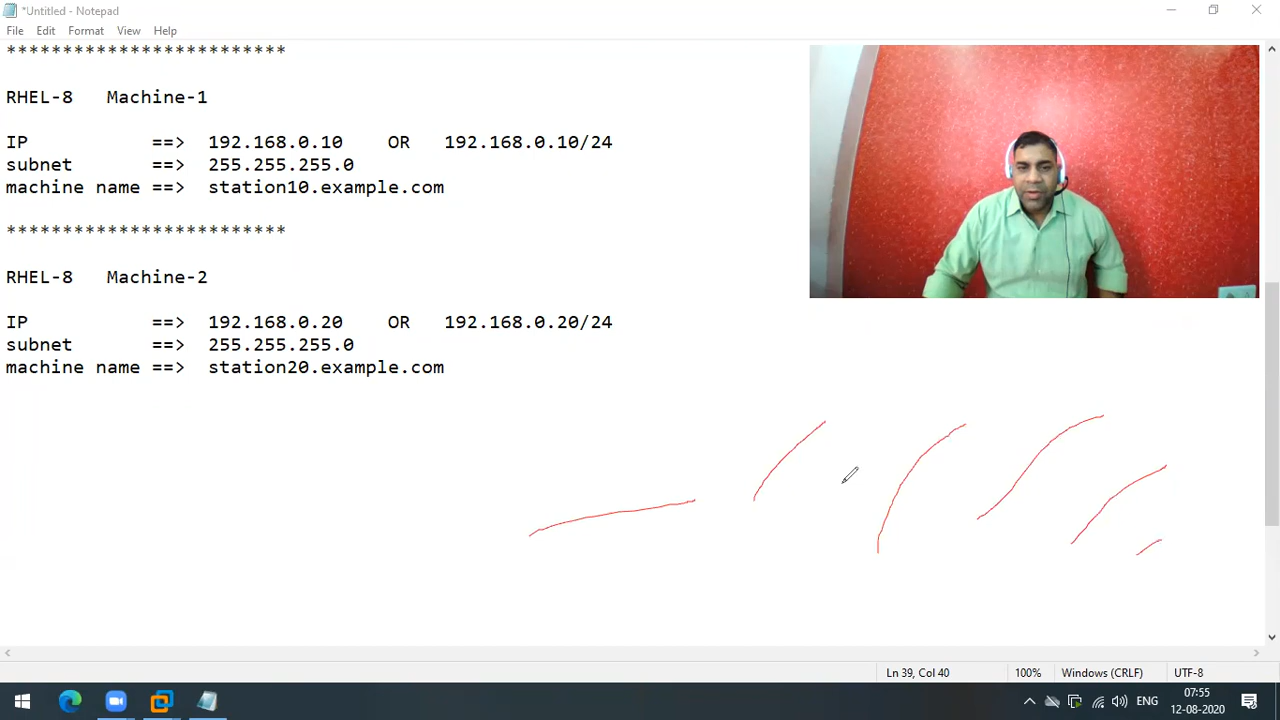 *Untitled - Notepad
File Edit Format View Help
*************************
RHEL-8 Machine-1
IP ==> 192.168.0.10 OR 192.168.0.10/24
subnet ==> 255.255.255.0
machine name ==> station10.example.com
*************************
RHEL-8 Machine-2
IP ==> 192.168.0.20 OR 192.168.0.20/24
subnet ==> 255.255.255.0
machine name ==> station20.example.com
Ln 39, Col 40 100% Windows (CRLF) UTF-8
ENG 07:55
12-08-2020